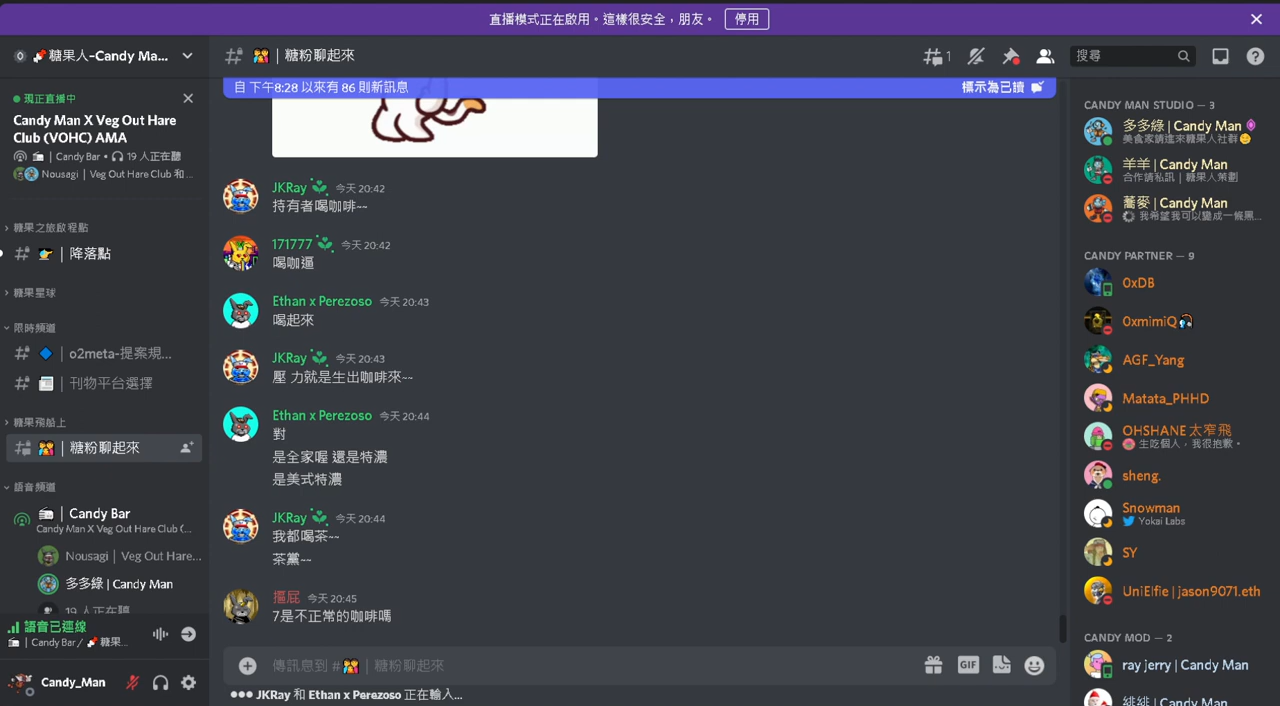 直播模式正在啟用。這樣很安全，朋友。 停用
糖果人-Candy Ma...
現正直播中
Candy Man X Veg Out Hare
Club (VOHC) AMA
| Candy Bar • 19 人正在聽
Nousagi | Veg Out Hare Club 和 ...
糖果之旅啟程點
| 降落點
糖果星球
限時頻道
| o2meta-提案規...
| 刊物平台選擇
糖果飛船上
| 糖粉聊起來
語音頻道
| Candy Bar
Candy Man X Veg Out Hare Club (...
Nousagi | Veg Out Hare...
多多綠 | Candy Man
19 人正在聽
語音已連線
| Candy Bar / 糖果...
Candy_Man
# | 糖粉聊起來
1
搜尋
自 下午8:28 以來有 86 則新訊息
標示為已讀
JKRay 今天 20:42
持有者喝咖啡~~
171777 今天 20:42
喝咖逼
Ethan x Perezoso 今天 20:43
喝起來
JKRay 今天 20:43
壓 力就是生出咖啡來~~
Ethan x Perezoso 今天 20:44
對
是全家喔 還是特濃
是美式特濃
JKRay 今天 20:44
我都喝茶~~
茶黨~~
今天 20:45
7是不正常的咖啡嗎
傳訊息到 # | 糖粉聊起來
GIF
JKRay 和 Ethan x Perezoso 正在輸入...
CANDY MAN STUDIO — 3
多多綠 | Candy Man
美食家請進來糖果人社群
羊羊 | Candy Man
合作請私訊 | 糖果人策劃
蕎麥 | Candy Man
我希望我可以變成一條黑...
CANDY PARTNER — 9
0xDB
0xmimiQ
AGF_Yang
Matata_PHHD
OHSHANE 太窄飛
生吃個人，我很抱歉。
sheng.
Snowman
Yokai Labs
SY
UniElfie | jason9071.eth
CANDY MOD — 2
ray jerry | Candy Man
緋緋 | Candy Man